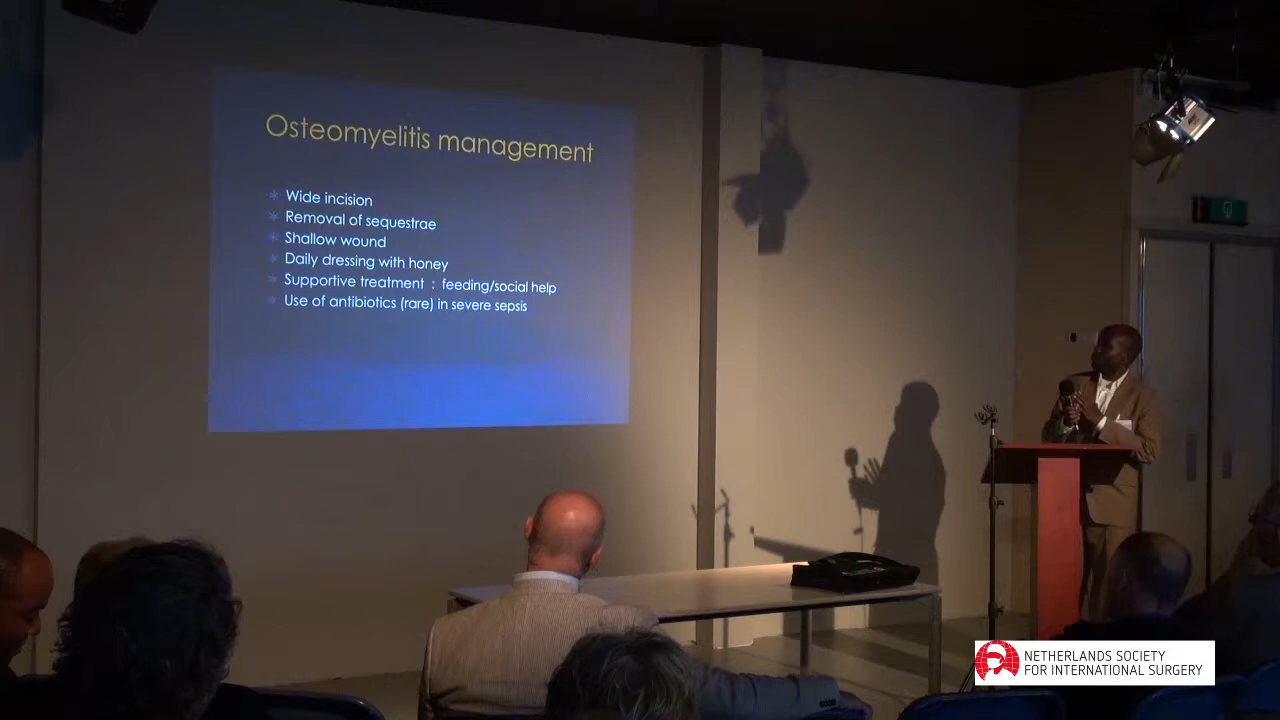 Osteomyelitis management
Wide incision
Removal of sequestrae
Shallow wound
Daily dressing with honey
Supportive treatment : feeding/social help
Use of antibiotics (rare) in severe sepsis
NETHERLANDS SOCIETY
FOR INTERNATIONAL SURGERY